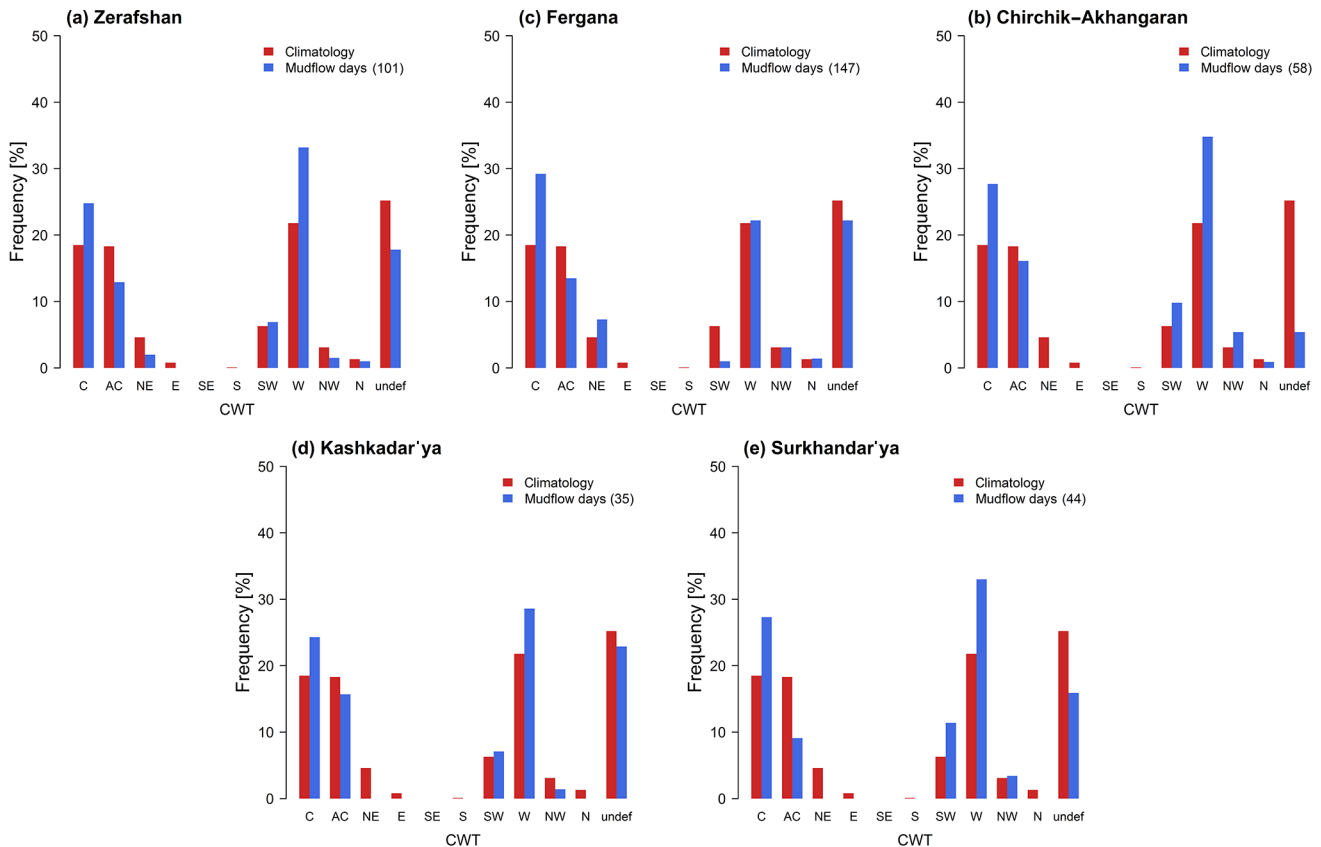 (a) Zerafshan
50
40
30
20
10
0
Frequency [%]
Climatology
Mudflow days (101)
C AC NE E SE S SW W NW N undef
CWT
(c) Fergana
50
40
30
20
10
0
Frequency [%]
Climatology
Mudflow days (147)
C AC NE E SE S SW W NW N undef
CWT
(b) Chirchik−Akhangaran
50
40
30
20
10
0
Frequency [%]
Climatology
Mudflow days (58)
C AC NE E SE S SW W NW N undef
CWT
(d) Kashkadar'ya
50
40
30
20
10
0
Frequency [%]
Climatology
Mudflow days (35)
C AC NE E SE S SW W NW N undef
CWT
(e) Surkhandar'ya
50
40
30
20
10
0
Frequency [%]
Climatology
Mudflow days (44)
C AC NE E SE S SW W NW N undef
CWT